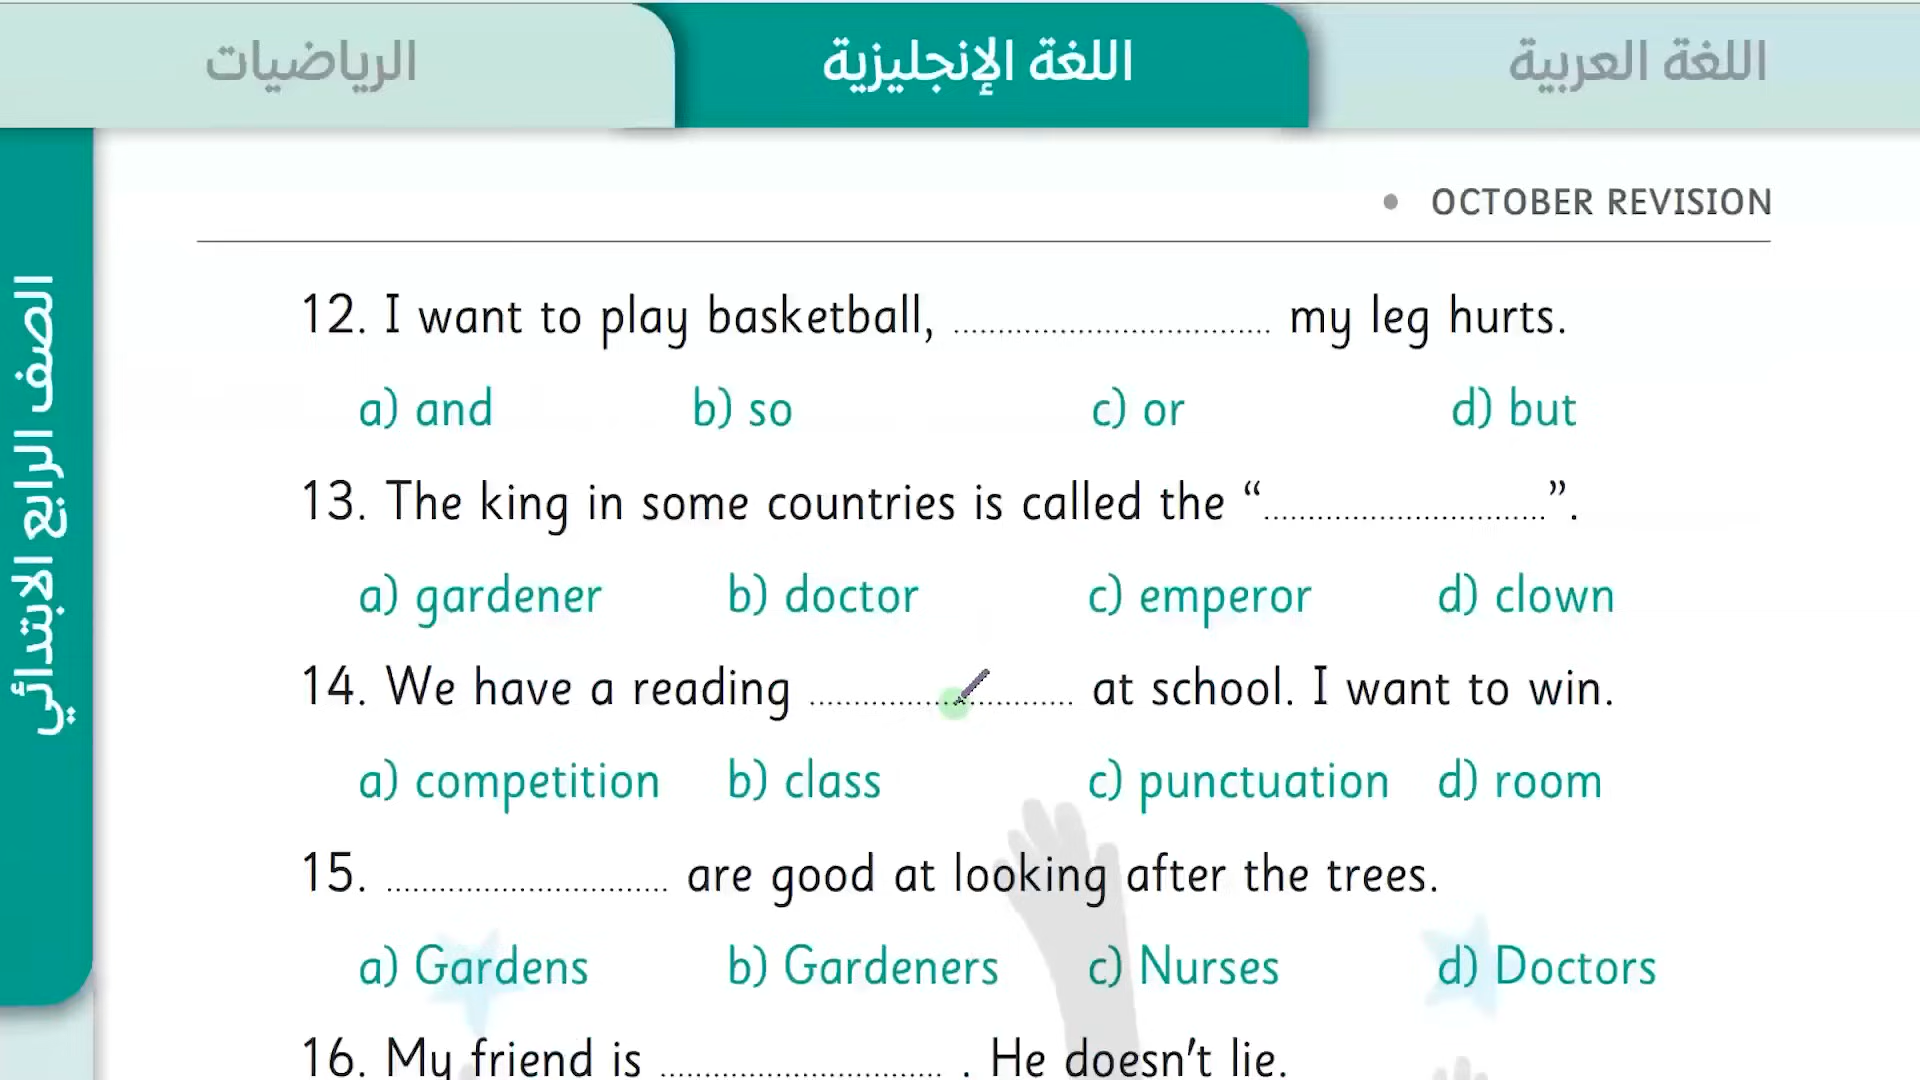 اللغة العربية
اللغة الإنجليزية
الرياضيات
الصف الرابع الابتدائي
• OCTOBER REVISION
12. I want to play basketball, .................................... my leg hurts.
a) and b) so c) or d) but
13. The king in some countries is called the “................................”.
a) gardener b) doctor c) emperor d) clown
14. We have a reading .............................. at school. I want to win.
a) competition b) class c) punctuation d) room
15. ................................ are good at looking after the trees.
a) Gardens b) Gardeners c) Nurses d) Doctors
16. My friend is ................................ . He doesn’t lie.